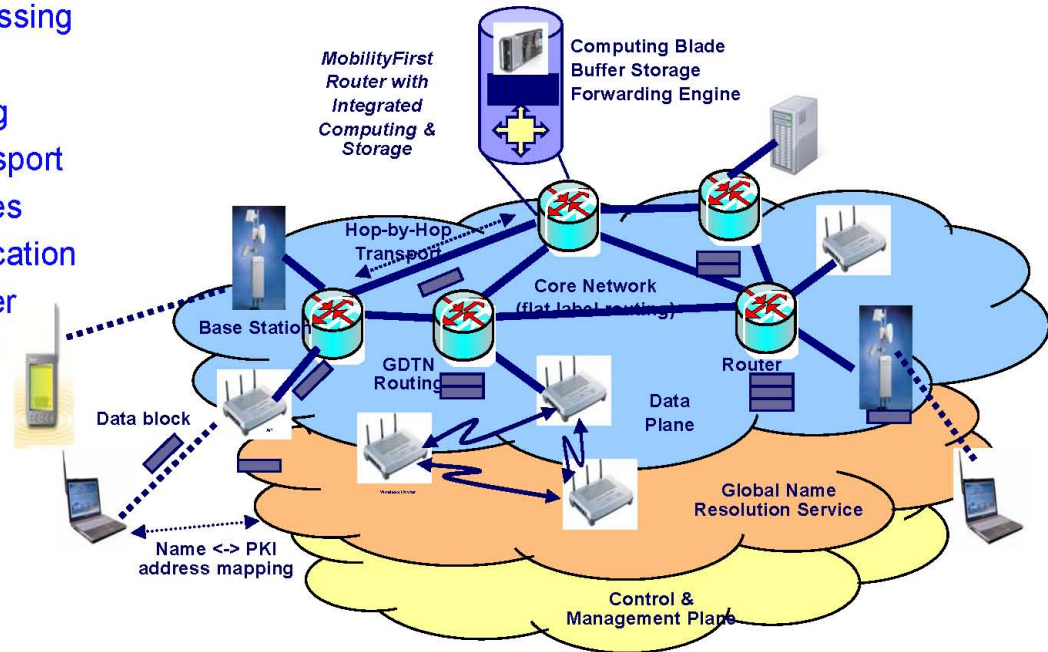 ssing
g
sport
es
cation
er
MobilityFirst
Router with
Integrated
Computing &
Storage
Computing Blade
Buffer Storage
Forwarding Engine
Hop-by-Hop
Transport
Core Network
(flat label routing)
Base Station
GDTN
Routing
Router
Data block
Data
Plane
Wireless Router
Global Name
Resolution Service
Name <-> PKI
address mapping
Control &
Management Plane